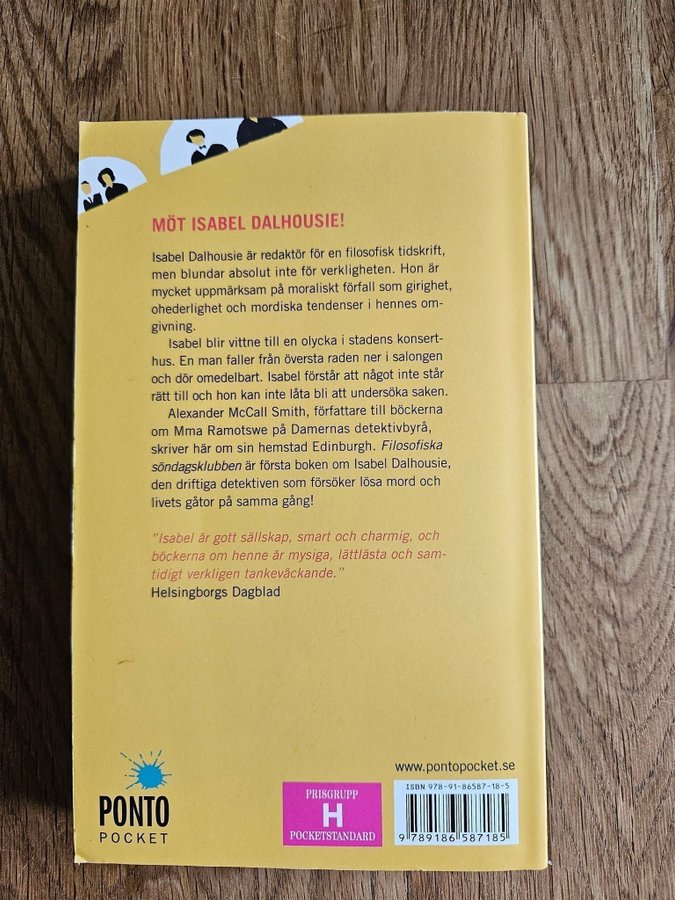 MÖT ISABEL DALHOUSIE!
Isabel Dalhousie är redaktör för en filosofisk tidskrift,
men blundar absolut inte för verkligheten. Hon är
mycket uppmärksam på moraliskt förfall som girighet,
ohederlighet och mordiska tendenser i hennes om-
givning.
Isabel blir vittne till en olycka i stadens konsert-
hus. En man faller från översta raden ner i salongen
och dör omedelbart. Isabel förstår att något inte står
rätt till och hon kan inte låta bli att undersöka saken.
Alexander McCall Smith, författare till böckerna
om Mma Ramotswe på Damernas detektivbyrå,
skriver här om sin hemstad Edinburgh. Filosofiska
söndagsklubben är första boken om Isabel Dalhousie,
den driftiga detektiven som försöker lösa mord och
livets gåtor på samma gång!
"Isabel är gott sällskap, smart och charmig, och
böckerna om henne är mysiga, lättlästa och sam-
tidigt verkligen tankeväckande."
Helsingborgs Dagblad
www.pontopocket.se
PONTO
POCKET
PRISGRUPP
H
POCKETSTANDARD
ISBN 978-91-86587-18-5
9 789186 587185